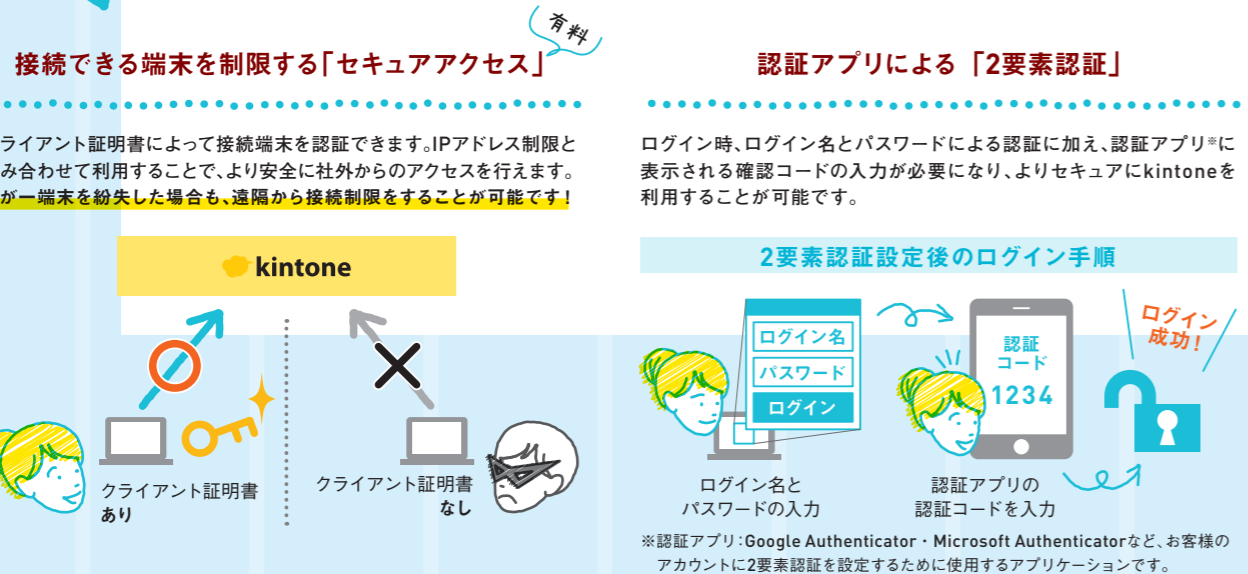 有料
接続できる端末を制限する「セキュアアクセス」
ライアント証明書によって接続端末を認証できます。IPアドレス制限と
み合わせて利用することで、より安全に社外からのアクセスを行えます。
が一端末を紛失した場合も、遠隔から接続制限をすることが可能です！
kintone
クライアント証明書
あり
クライアント証明書
なし
認証アプリによる「2要素認証」
ログイン時、ログイン名とパスワードによる認証に加え、認証アプリ※に
表示される確認コードの入力が必要になり、よりセキュアにkintoneを
利用することが可能です。
2要素認証設定後のログイン手順
ログイン名
パスワード
ログイン
認証
コード
1234
ログイン
成功！
ログイン名と
パスワードの入力
認証アプリの
認証コードを入力
※認証アプリ：Google Authenticator・Microsoft Authenticatorなど、お客様の
アカウントに2要素認証を設定するために使用するアプリケーションです。